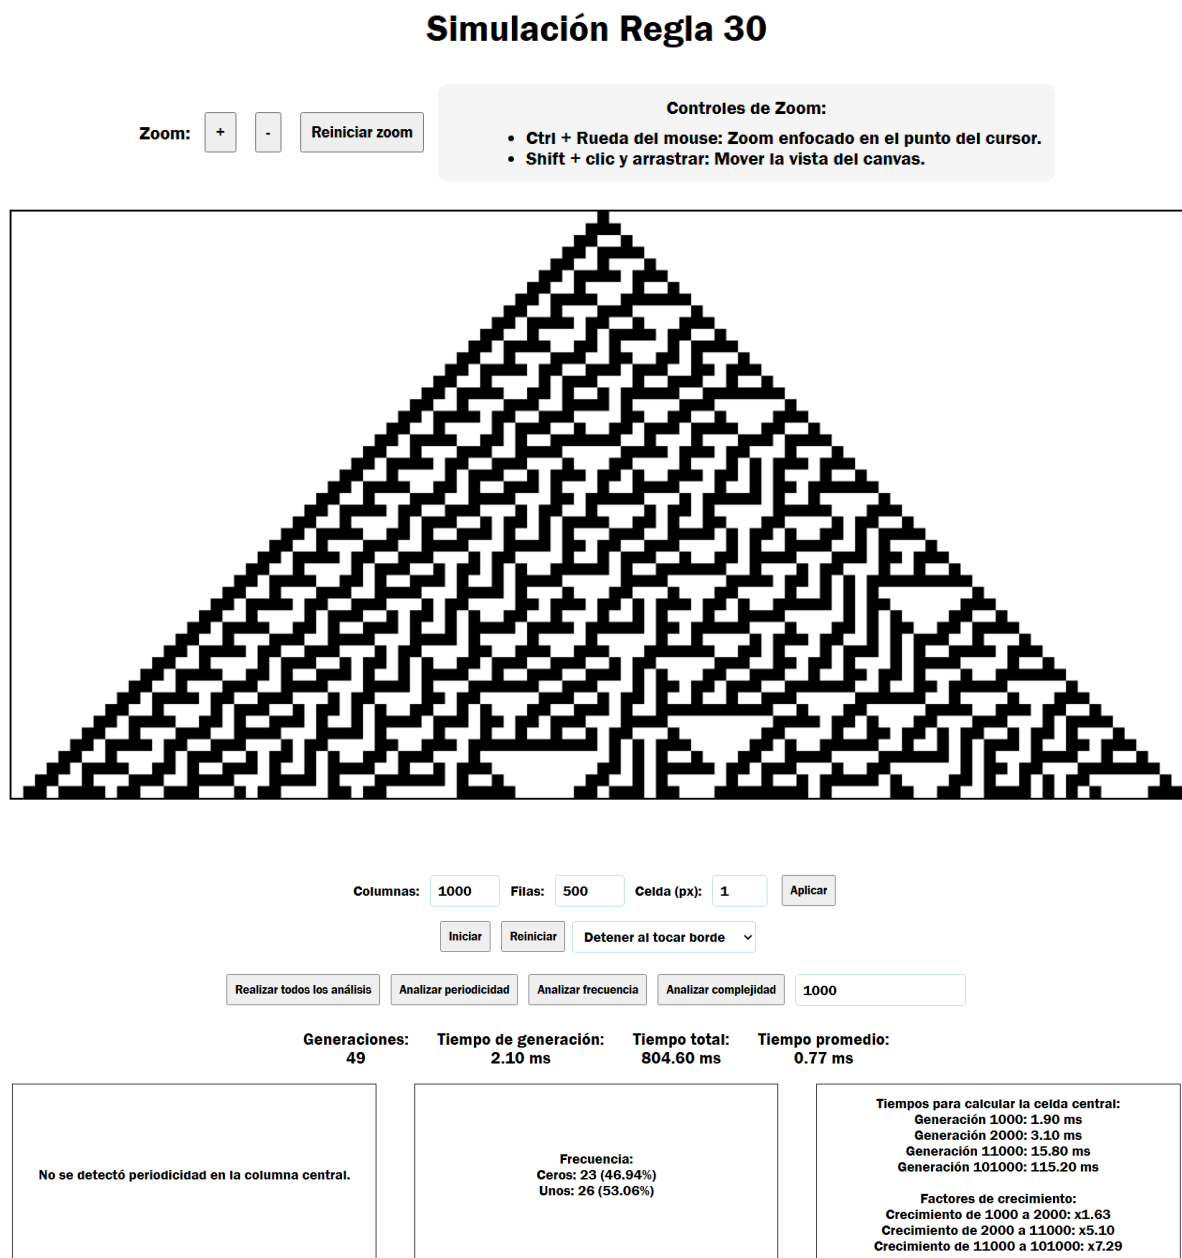 Simulación Regla 30
Zoom: + - Reiniciar zoom
Controles de Zoom:
• Ctrl + Rueda del mouse: Zoom enfocado en el punto del cursor.
• Shift + clic y arrastrar: Mover la vista del canvas.
Columnas: 1000 Filas: 500 Celda (px): 1 Aplicar
Iniciar Reiniciar Detener al tocar borde
Realizar todos los análisis Analizar periodicidad Analizar frecuencia Analizar complejidad 1000
Generaciones: Tiempo de generación: Tiempo total: Tiempo promedio:
49 2.10 ms 804.60 ms 0.77 ms
No se detectó periodicidad en la columna central.
Frecuencia:
Ceros: 23 (46.94%)
Unos: 26 (53.06%)
Tiempos para calcular la celda central:
Generación 1000: 1.90 ms
Generación 2000: 3.10 ms
Generación 11000: 15.80 ms
Generación 101000: 115.20 ms
Factores de crecimiento:
Crecimiento de 1000 a 2000: x1.63
Crecimiento de 2000 a 11000: x5.10
Crecimiento de 11000 a 101000: x7.29